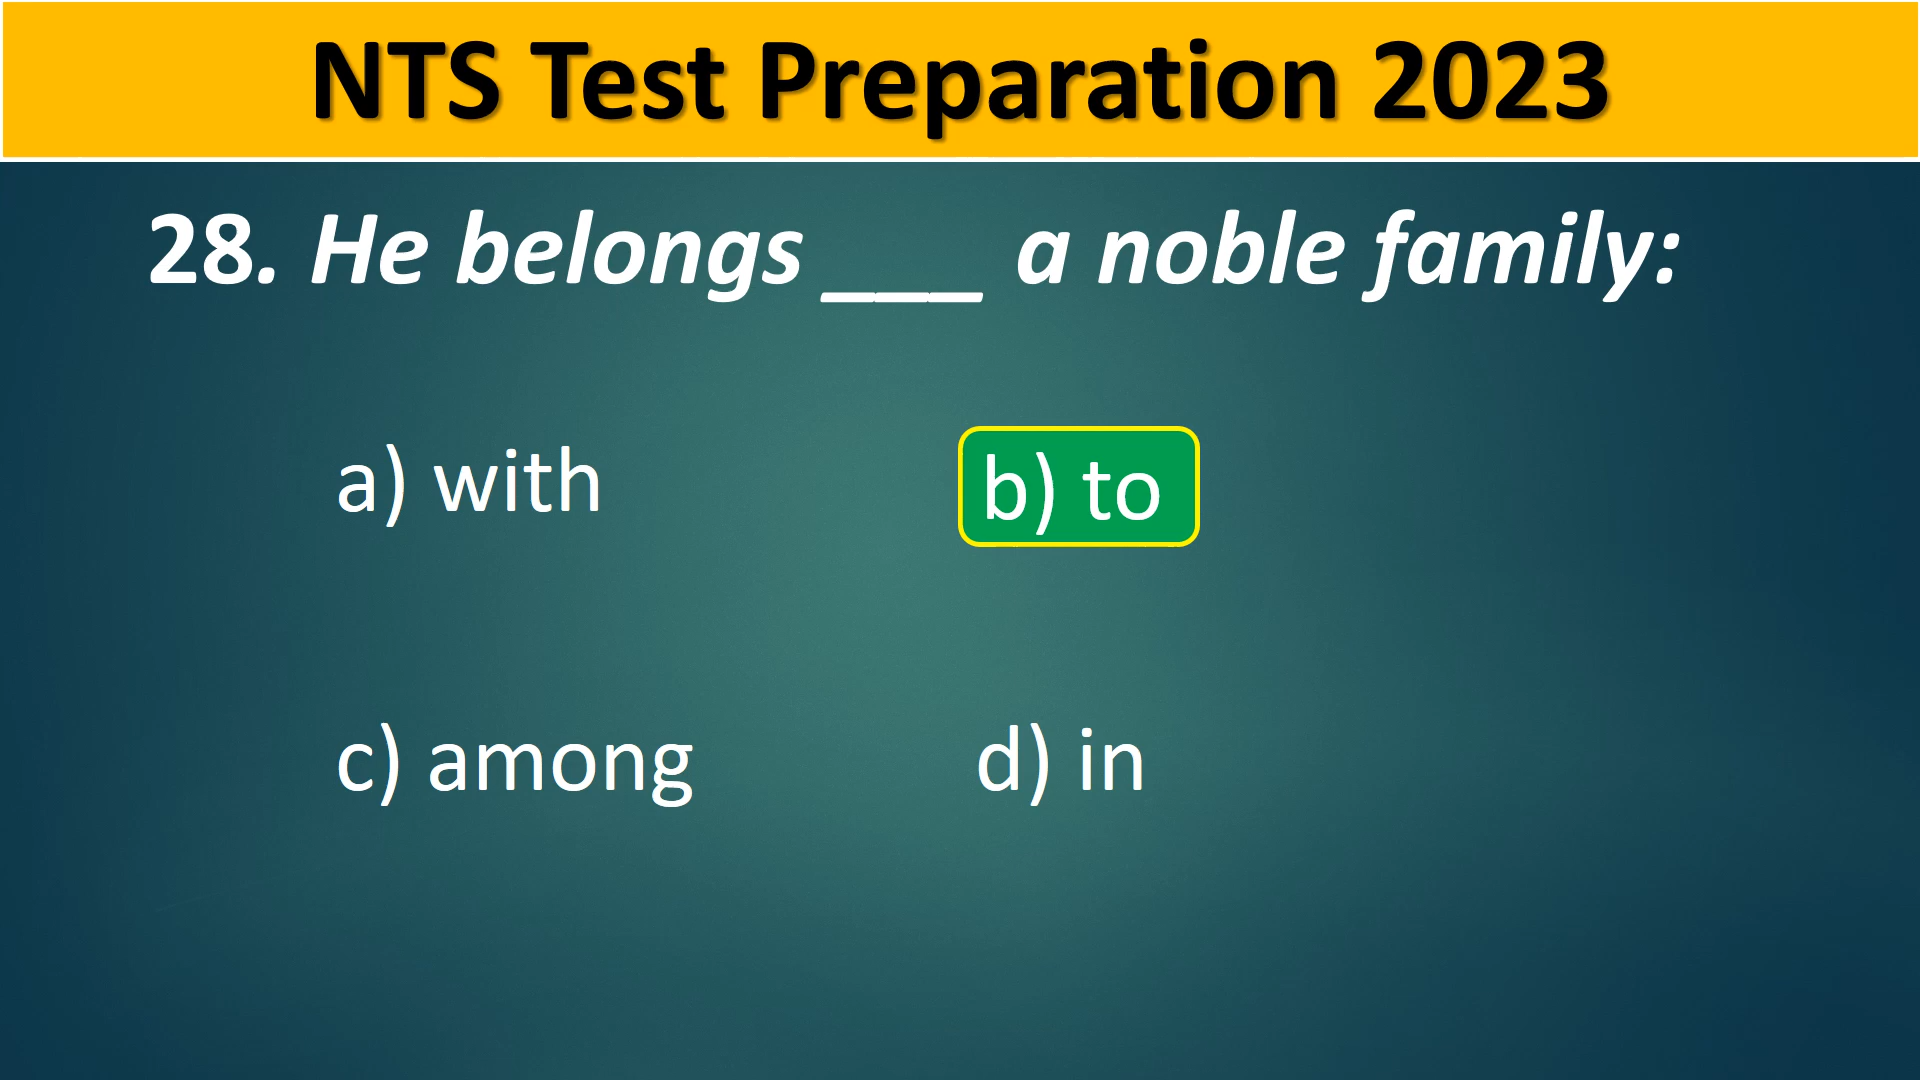 NTS Test Preparation 2023
28. He belongs ___ a noble family:
a) with b) to
c) among d) in